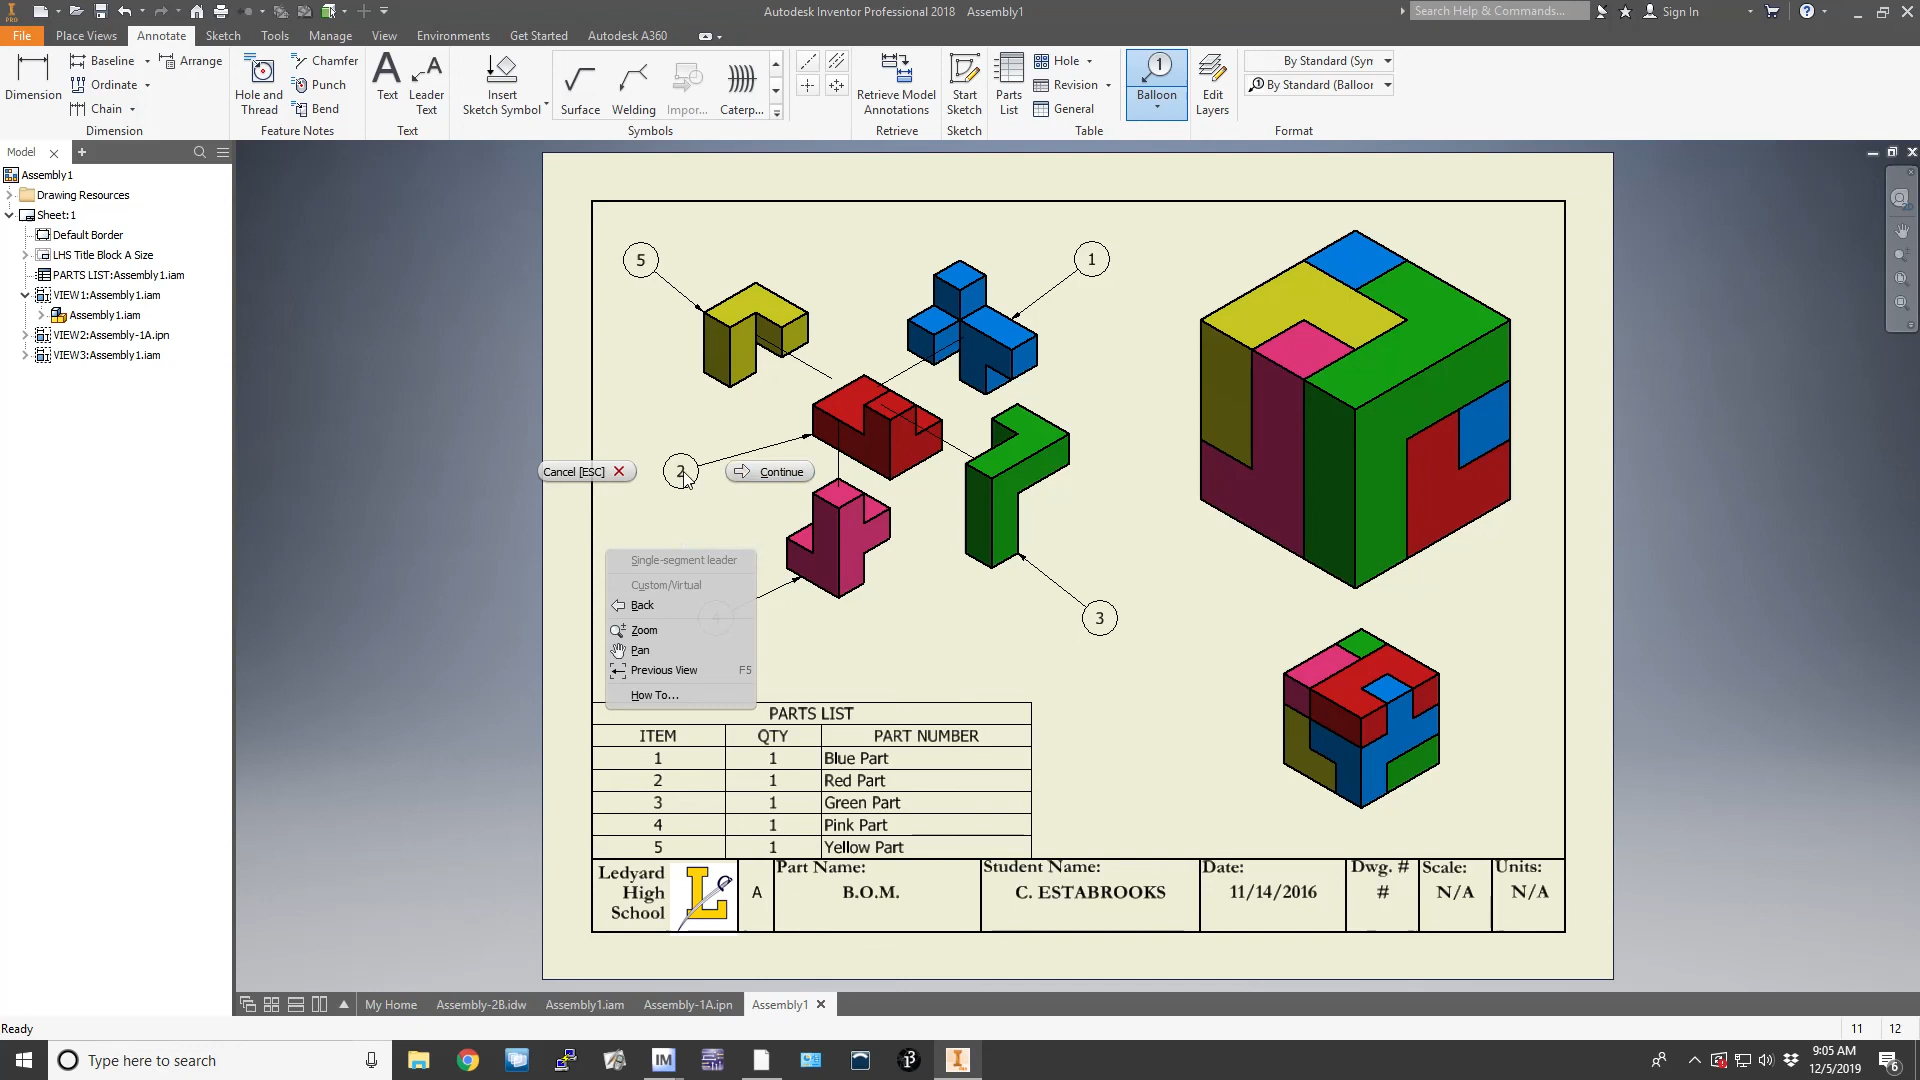 Autodesk Inventor Professional 2018 Assembly1
Search Help & Commands...
Sign In
PRO
File Place Views Annotate Sketch Tools Manage View Environments Get Started Autodesk A360
Dimension
Baseline
Ordinate
Chain
Arrange
Dimension
Hole and Thread
Chamfer
Punch
Bend
Feature Notes
Text
Leader Text
Text
Insert Sketch Symbol
Surface
Welding
Impor...
Caterp...
Symbols
Retrieve Model Annotations
Retrieve
Start Sketch
Sketch
Parts List
Hole
Revision
General
Table
1
Balloon
Edit Layers
By Standard (Syn
By Standard (Balloor
Format
Model
Assembly1
Drawing Resources
Sheet:1
Default Border
LHS Title Block A Size
PARTS LIST:Assembly1.iam
VIEW1:Assembly1.iam
Assembly1.iam
VIEW2:Assembly-1A.ipn
VIEW3:Assembly1.iam
5
1
2
3
4
Cancel [ESC]
Continue
Single-segment leader
Custom/Virtual
Back
Zoom
Pan
Previous View F5
How To...
PARTS LIST
ITEM QTY PART NUMBER
1 1 Blue Part
2 1 Red Part
3 1 Green Part
4 1 Pink Part
5 1 Yellow Part
Ledyard High School
L
A
Part Name:
B.O.M.
Student Name:
C. ESTABROOKS
Date:
11/14/2016
Dwg. #
#
Scale:
N/A
Units:
N/A
My Home Assembly-2B.idw Assembly1.iam Assembly-1A.ipn Assembly1
Ready
11 12
Type here to search
IM
9:05 AM
12/5/2019
6